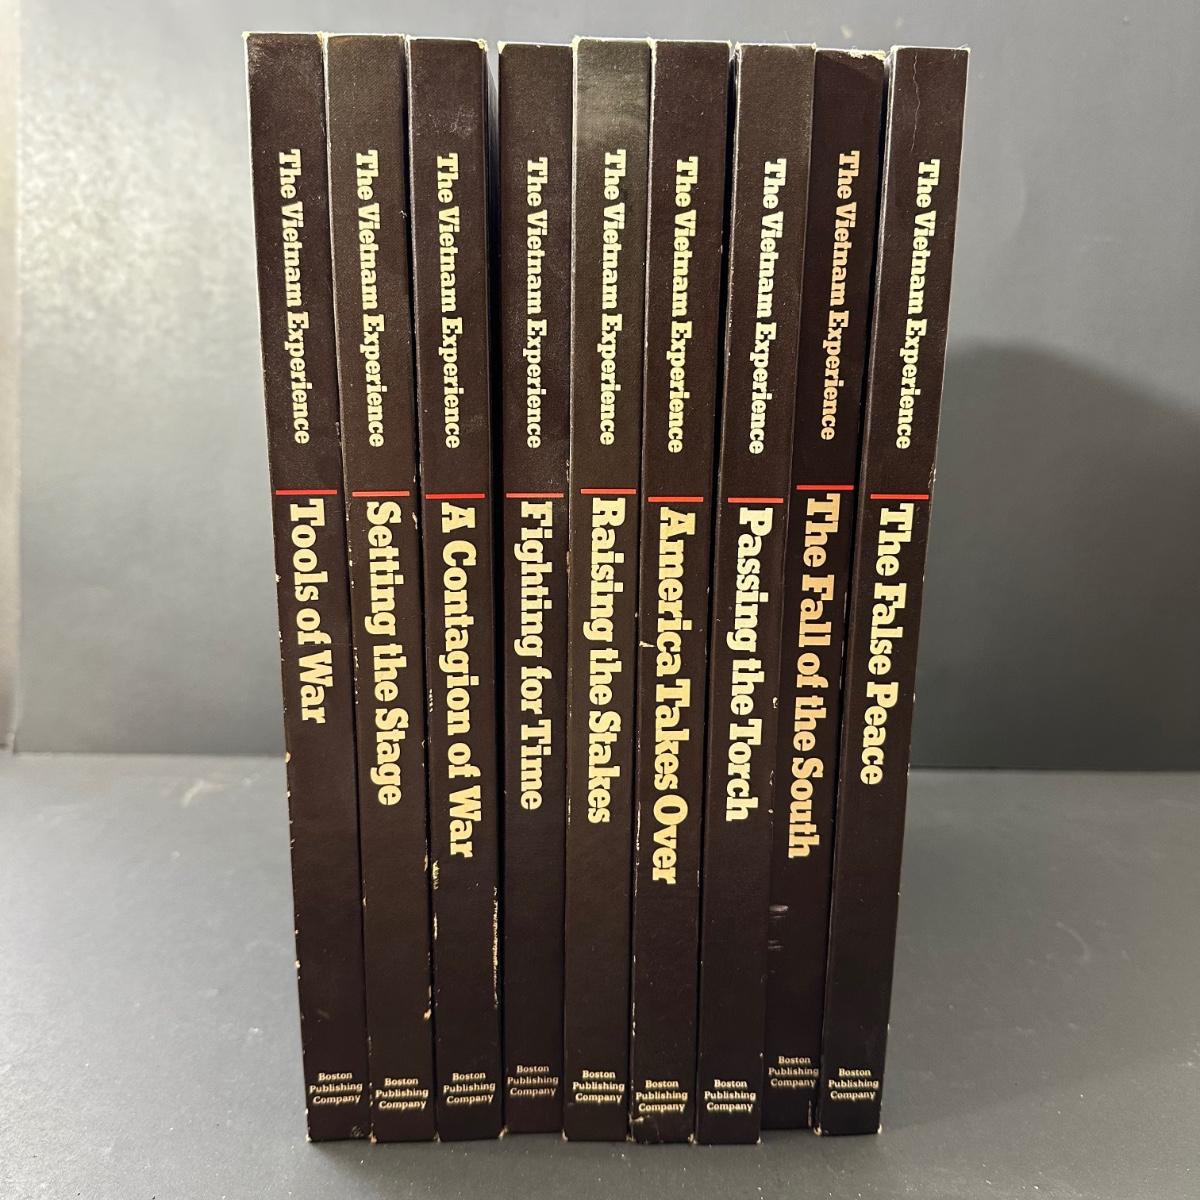 The Vietnam Experience
Tools of War
Boston
Publishing
Company
The Vietnam Experience
Setting the Stage
Boston
Publishing
Company
The Vietnam Experience
A Contagion of War
Boston
Publishing
Company
The Vietnam Experience
Fighting for Time
Boston
Publishing
Company
The Vietnam Experience
Raising the Stakes
Boston
Publishing
Company
The Vietnam Experience
America Takes Over
Boston
Publishing
Company
The Vietnam Experience
Passing the Torch
Boston
Publishing
Company
The Vietnam Experience
The Fall of the South
Boston
Publishing
Company
The Vietnam Experience
The False Peace
Boston
Publishing
Company